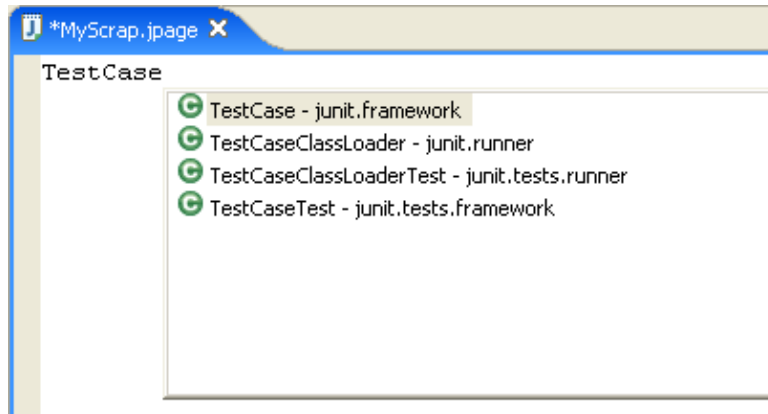 *MyScrap.jpage
TestCase
TestCase - junit.framework
TestCaseClassLoader - junit.runner
TestCaseClassLoaderTest - junit.tests.runner
TestCaseTest - junit.tests.framework